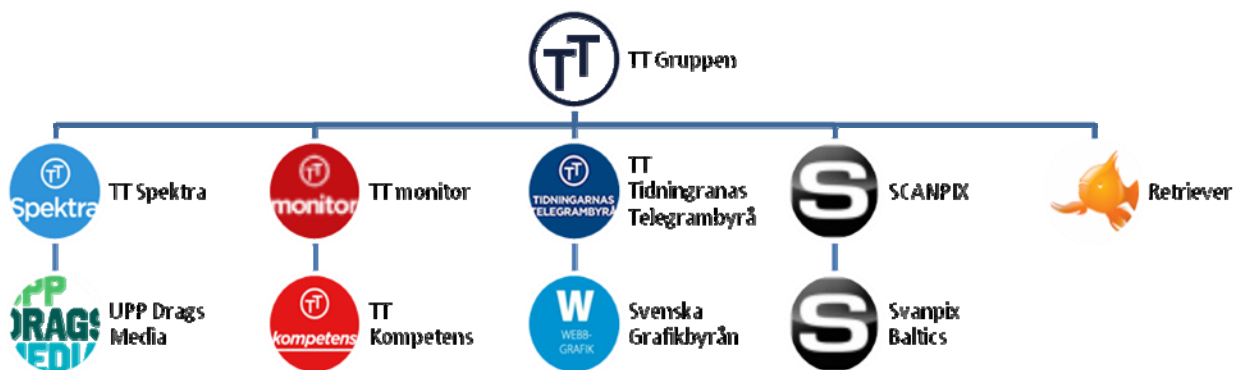 TT
TT Gruppen
TT
Spektra
TT Spektra
TT
monitor
TT monitor
TT
TIDNINGARNAS
TELEGRAMBYRÅ
TT
Tidningranas
Telegrambyrå
S
SCANPIX
Retriever
UPP
DRAGS
MEDIA
UPP Drags
Media
TT
kompetens
TT
Kompetens
W
WEBB-
GRAFIK
Svenska
Grafikbyrån
S
Svanpix
Baltics